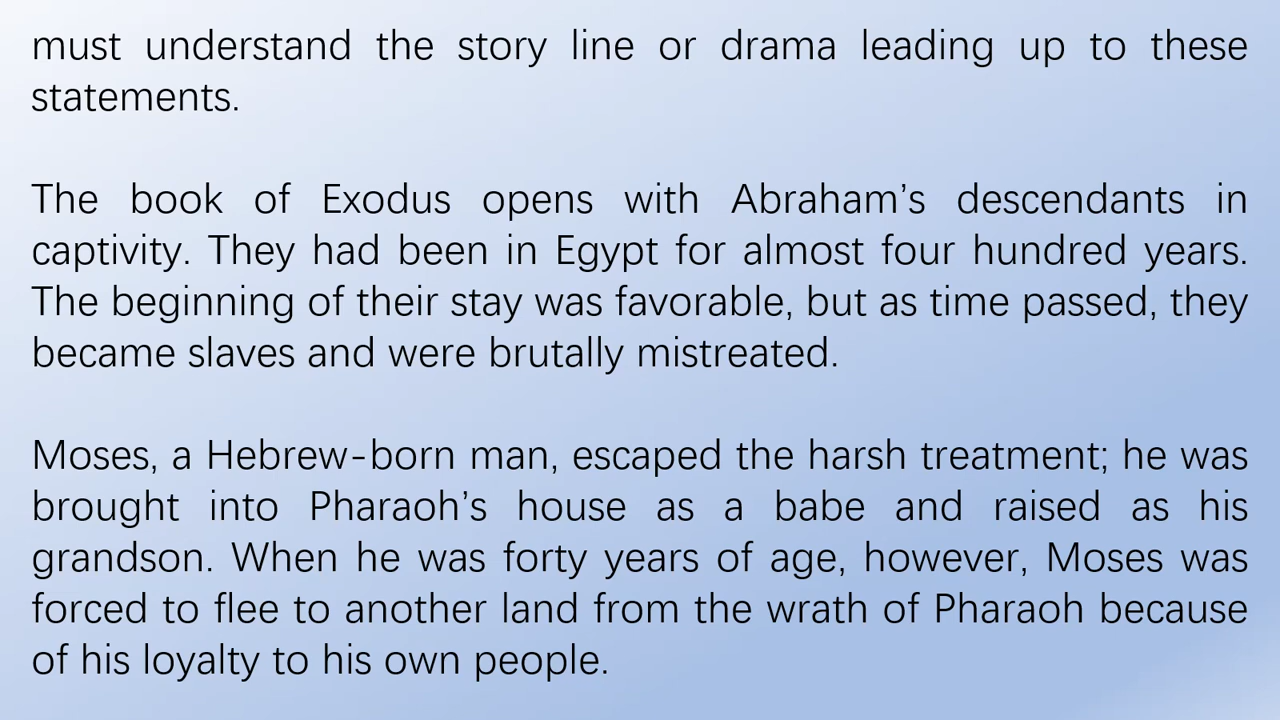 must understand the story line or drama leading up to these
statements.
The book of Exodus opens with Abraham’s descendants in
captivity. They had been in Egypt for almost four hundred years.
The beginning of their stay was favorable, but as time passed, they
became slaves and were brutally mistreated.
Moses, a Hebrew-born man, escaped the harsh treatment; he was
brought into Pharaoh’s house as a babe and raised as his
grandson. When he was forty years of age, however, Moses was
forced to flee to another land from the wrath of Pharaoh because
of his loyalty to his own people.